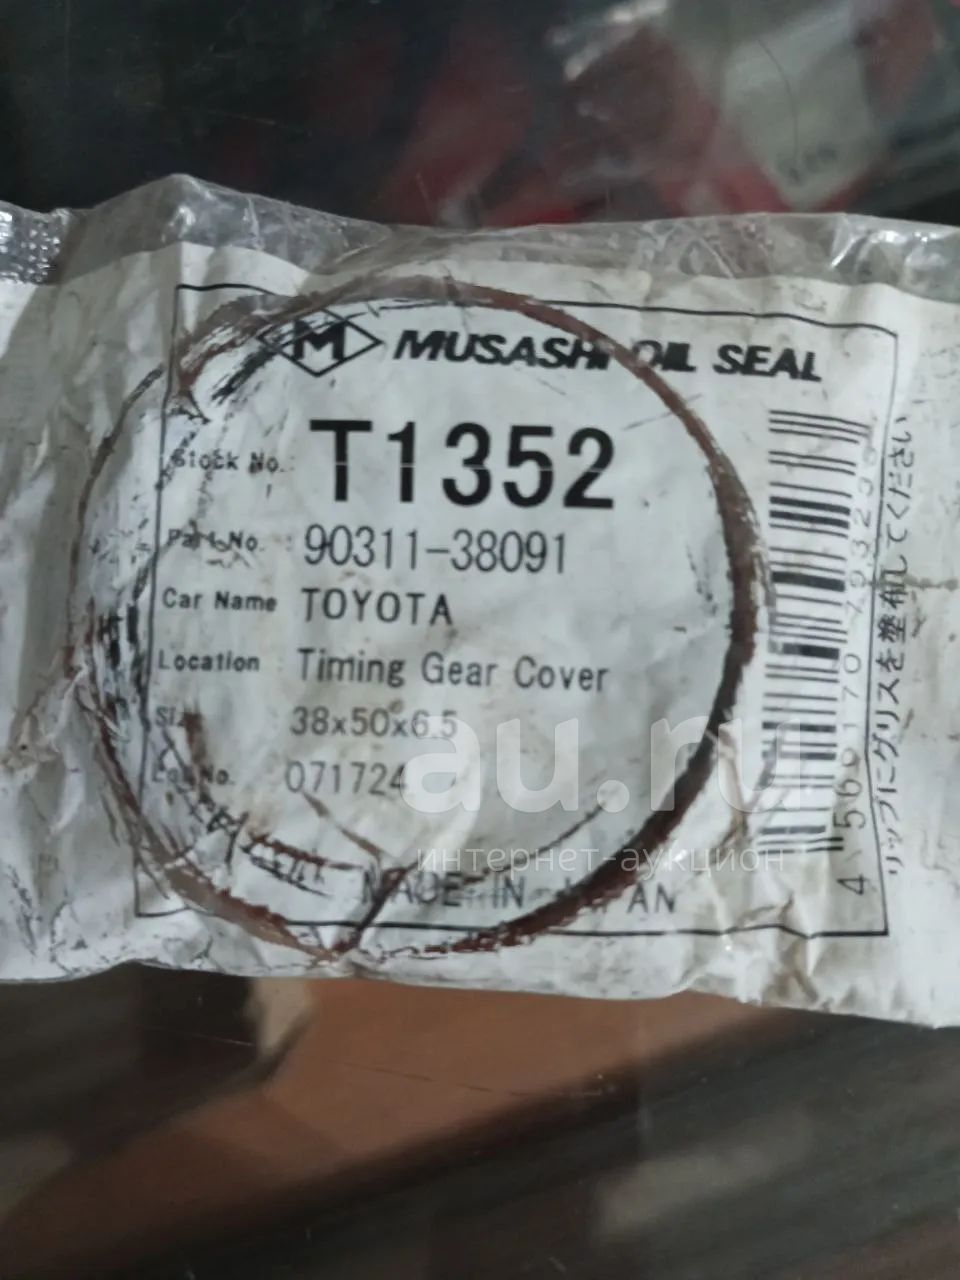 M MUSASHI OIL SEAL
Stock No.: T1352
Part No. : 90311-38091
Car Name : TOYOTA
Location : Timing Gear Cover
Size 38x50x6.5
Lot No. 071724
MADE IN JAPAN
リップにグリスを塗布してください
au.ru
интернет-аукцион